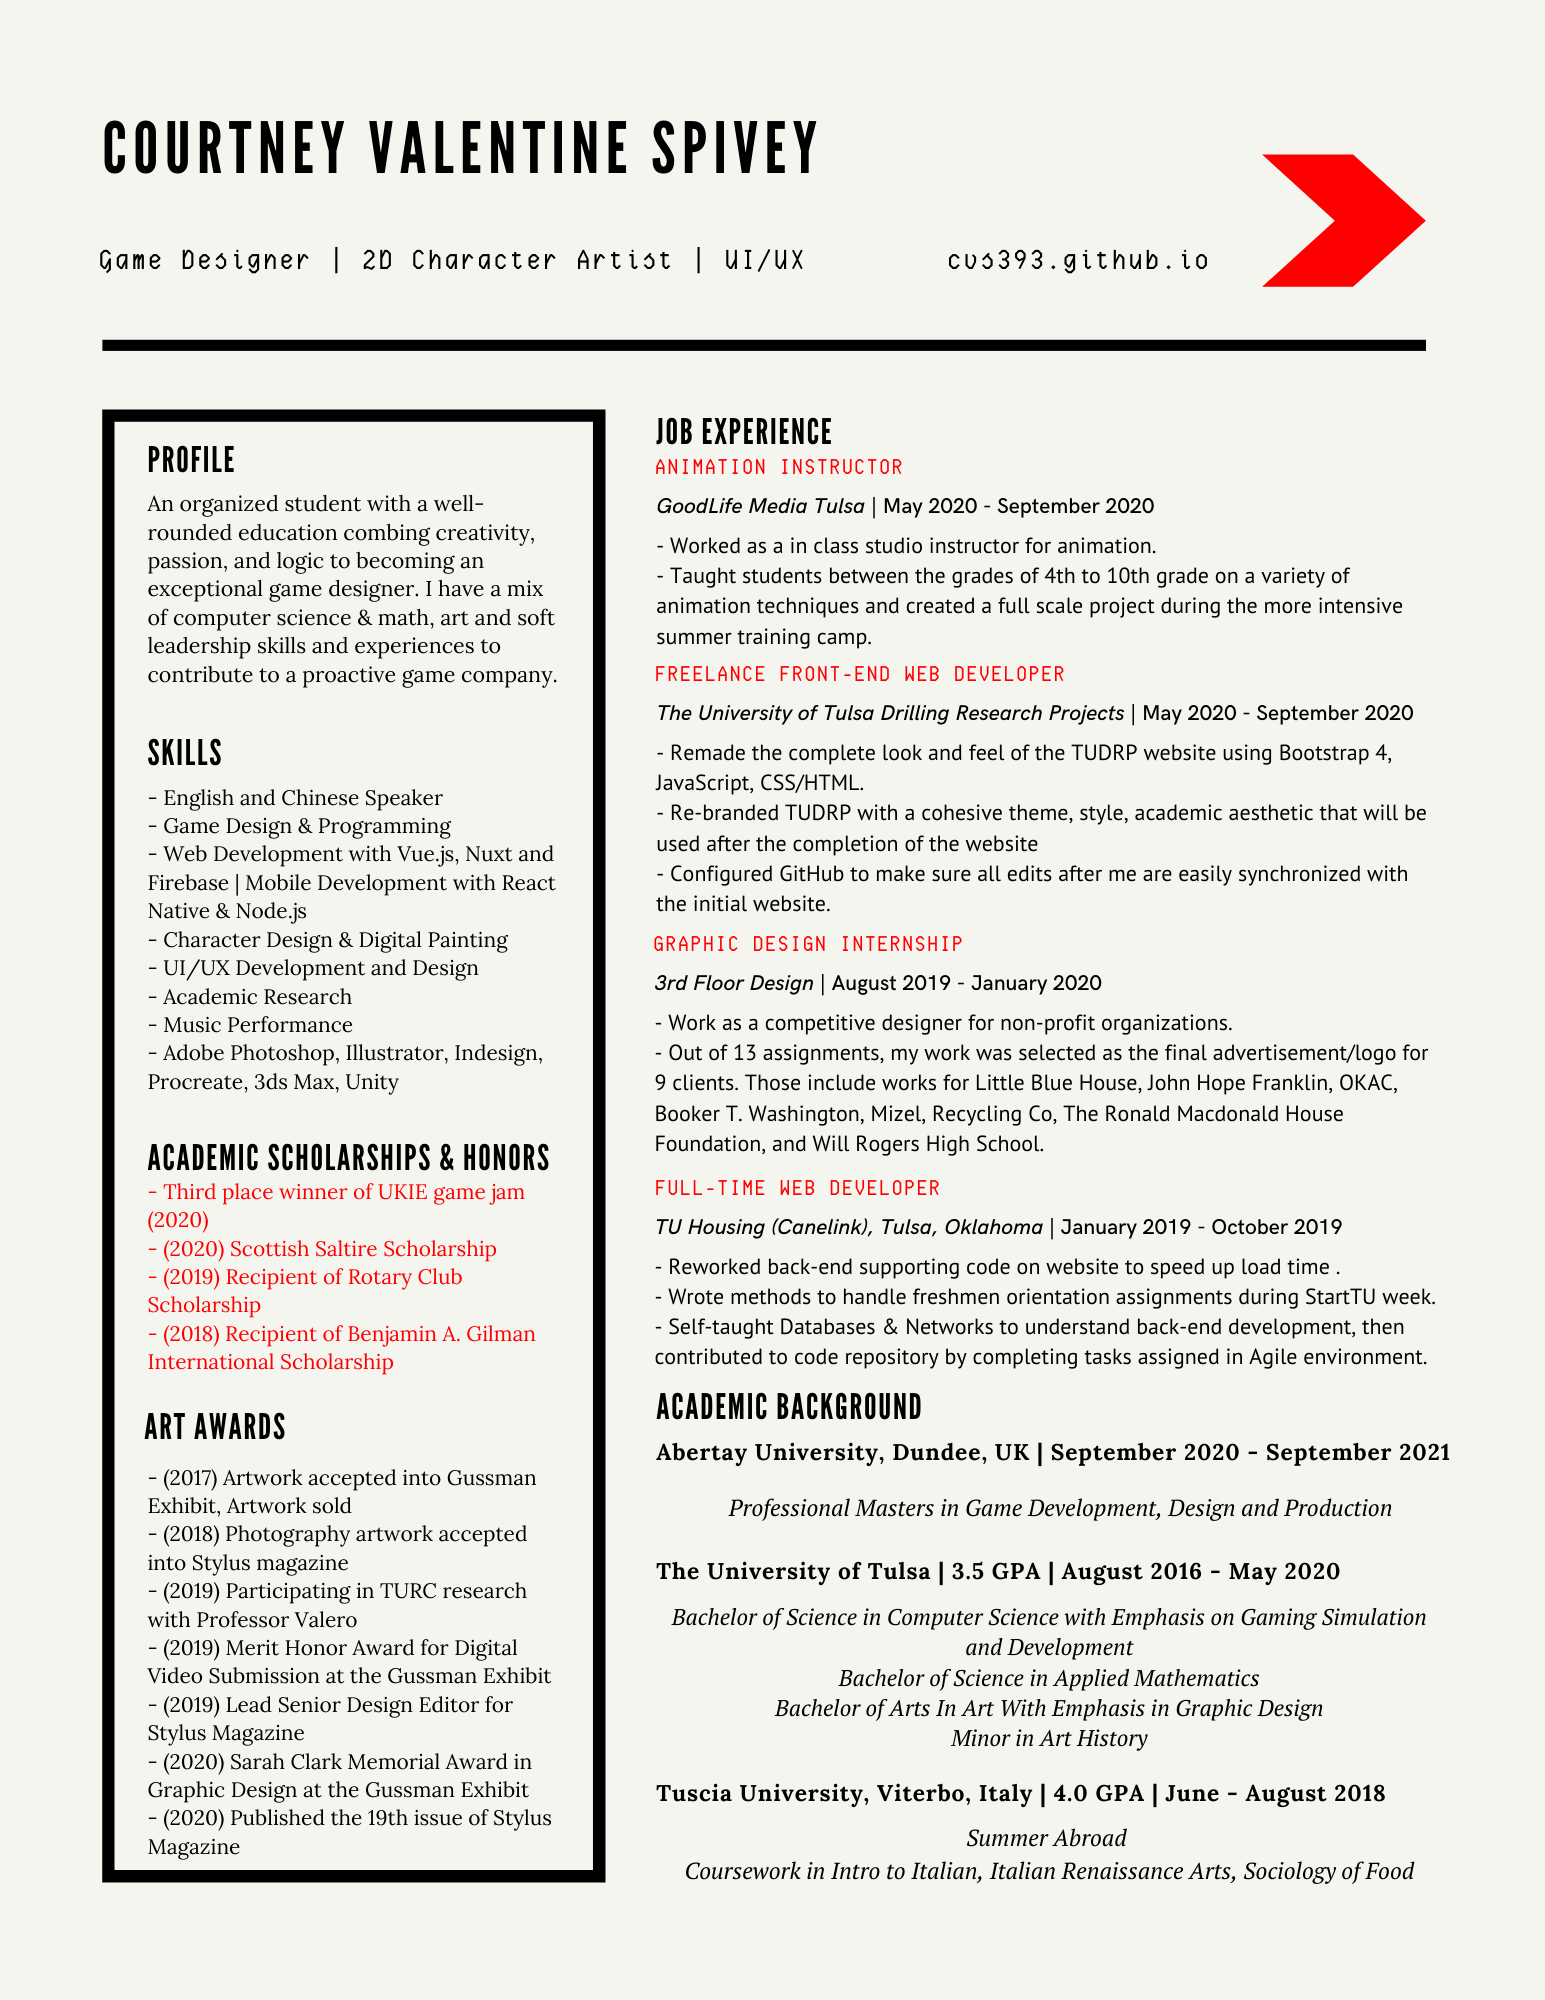 COURTNEY VALENTINE SPIVEY
Game Designer | 2D Character Artist | UI/UX
cvs393.github.io
PROFILE
An organized student with a well-
rounded education combing creativity,
passion, and logic to becoming an
exceptional game designer. I have a mix
of computer science & math, art and soft
leadership skills and experiences to
contribute to a proactive game company.
SKILLS
- English and Chinese Speaker
- Game Design & Programming
- Web Development with Vue.js, Nuxt and
Firebase | Mobile Development with React
Native & Node.js
- Character Design & Digital Painting
- UI/UX Development and Design
- Academic Research
- Music Performance
- Adobe Photoshop, Illustrator, Indesign,
Procreate, 3ds Max, Unity
ACADEMIC SCHOLARSHIPS & HONORS
- Third place winner of UKIE game jam
(2020)
- (2020) Scottish Saltire Scholarship
- (2019) Recipient of Rotary Club
Scholarship
- (2018) Recipient of Benjamin A. Gilman
International Scholarship
ART AWARDS
- (2017) Artwork accepted into Gussman
Exhibit, Artwork sold
- (2018) Photography artwork accepted
into Stylus magazine
- (2019) Participating in TURC research
with Professor Valero
- (2019) Merit Honor Award for Digital
Video Submission at the Gussman Exhibit
- (2019) Lead Senior Design Editor for
Stylus Magazine
- (2020) Sarah Clark Memorial Award in
Graphic Design at the Gussman Exhibit
- (2020) Published the 19th issue of Stylus
Magazine
JOB EXPERIENCE
ANIMATION INSTRUCTOR
GoodLife Media Tulsa | May 2020 - September 2020
- Worked as a in class studio instructor for animation.
- Taught students between the grades of 4th to 10th grade on a variety of
animation techniques and created a full scale project during the more intensive
summer training camp.
FREELANCE FRONT-END WEB DEVELOPER
The University of Tulsa Drilling Research Projects | May 2020 - September 2020
- Remade the complete look and feel of the TUDRP website using Bootstrap 4,
JavaScript, CSS/HTML.
- Re-branded TUDRP with a cohesive theme, style, academic aesthetic that will be
used after the completion of the website
- Configured GitHub to make sure all edits after me are easily synchronized with
the initial website.
GRAPHIC DESIGN INTERNSHIP
3rd Floor Design | August 2019 - January 2020
- Work as a competitive designer for non-profit organizations.
- Out of 13 assignments, my work was selected as the final advertisement/logo for
9 clients. Those include works for Little Blue House, John Hope Franklin, OKAC,
Booker T. Washington, Mizel, Recycling Co, The Ronald Macdonald House
Foundation, and Will Rogers High School.
FULL-TIME WEB DEVELOPER
TU Housing (Canelink), Tulsa, Oklahoma | January 2019 - October 2019
- Reworked back-end supporting code on website to speed up load time .
- Wrote methods to handle freshmen orientation assignments during StartTU week.
- Self-taught Databases & Networks to understand back-end development, then
contributed to code repository by completing tasks assigned in Agile environment.
ACADEMIC BACKGROUND
Abertay University, Dundee, UK | September 2020 - September 2021
Professional Masters in Game Development, Design and Production
The University of Tulsa | 3.5 GPA | August 2016 - May 2020
Bachelor of Science in Computer Science with Emphasis on Gaming Simulation
and Development
Bachelor of Science in Applied Mathematics
Bachelor of Arts In Art With Emphasis in Graphic Design
Minor in Art History
Tuscia University, Viterbo, Italy | 4.0 GPA | June - August 2018
Summer Abroad
Coursework in Intro to Italian, Italian Renaissance Arts, Sociology of Food